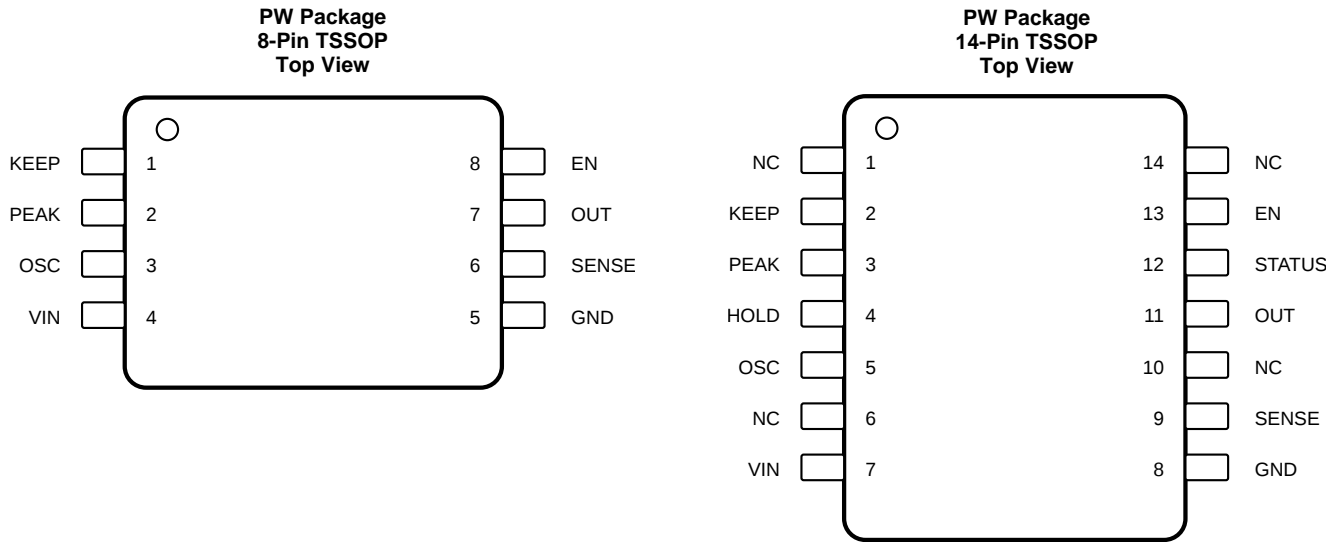 PW Package
8-Pin TSSOP
Top View
KEEP 1 8 EN
PEAK 2 7 OUT
OSC 3 6 SENSE
VIN 4 5 GND
PW Package
14-Pin TSSOP
Top View
NC 1 14 NC
KEEP 2 13 EN
PEAK 3 12 STATUS
HOLD 4 11 OUT
OSC 5 10 NC
NC 6 9 SENSE
VIN 7 8 GND